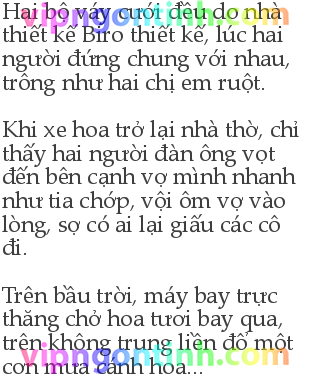 Hai bộ váy cưới đều do nhà
thiết kế Biro thiết kế, lúc hai
người đứng chung với nhau,
trông như hai chị em ruột.
Khi xe hoa trở lại nhà thờ, chỉ
thấy hai người đàn ông vọt
đến bên cạnh vợ mình nhanh
như tia chớp, vội ôm vợ vào
lòng, sợ có ai lại giấu các cô
đi.
Trên bầu trời, máy bay trực
thăng chở hoa tươi bay qua,
trên không trung liền đổ một
cơn mưa cánh hoa...
vipngontinh.com
vipngontinh.com